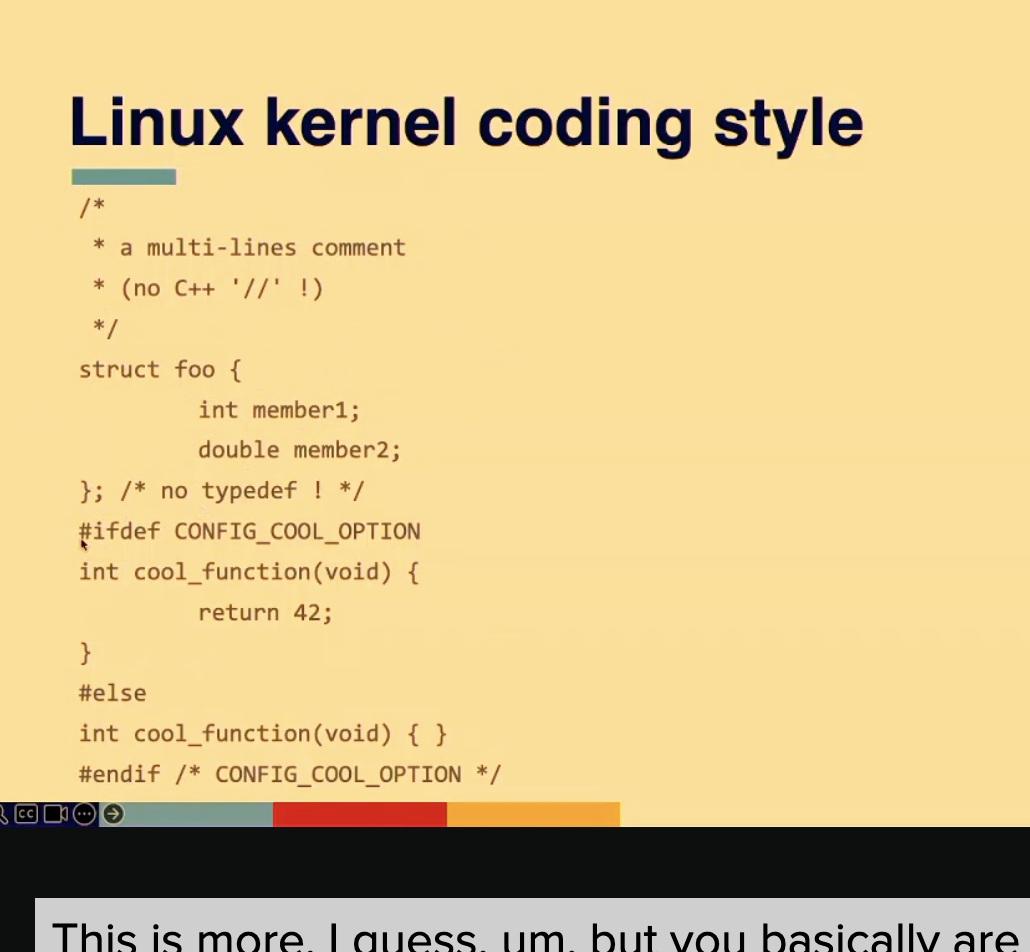 Linux kernel coding style
/*
 * a multi-lines comment
 * (no C++ '//' !)
 */
struct foo {
        int member1;
        double member2;
}; /* no typedef ! */
#ifdef CONFIG_COOL_OPTION
int cool_function(void) {
        return 42;
}
#else
int cool_function(void) { }
#endif /* CONFIG_COOL_OPTION */
CC
This is more, I guess, um, but you basically are